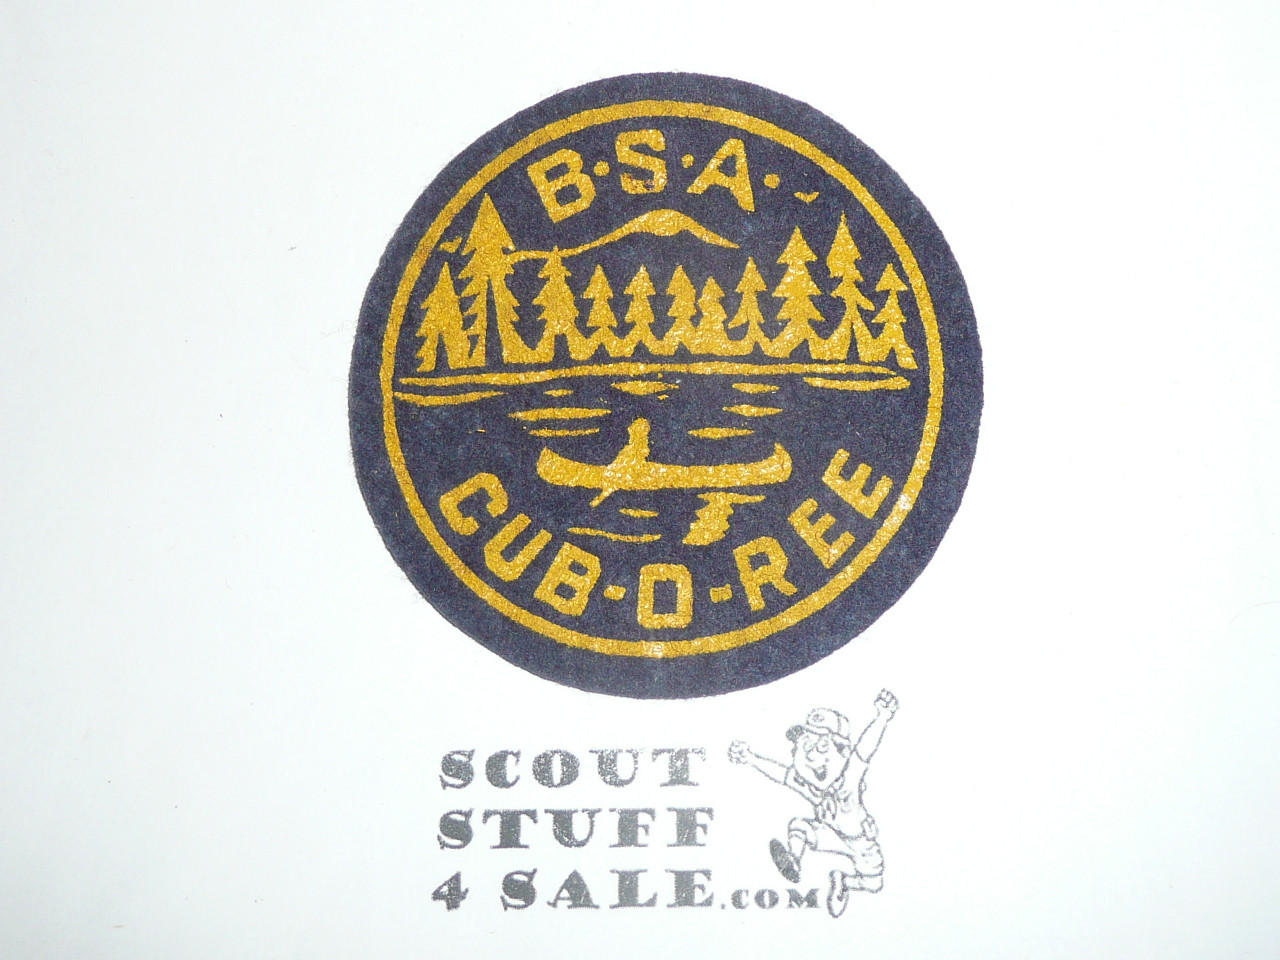 B·S·A·
CUB-O-REE
SCOUT
STUFF
4 SALE.COM